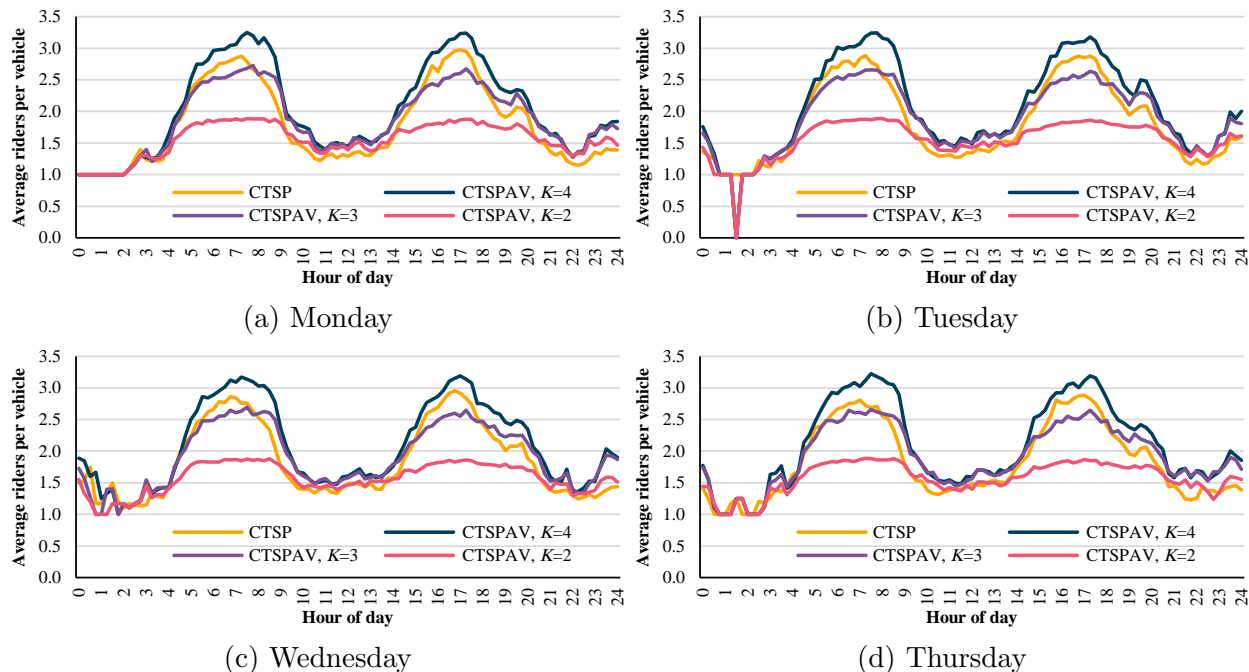 Average riders per vehicle
3.5
3.0
2.5
2.0
1.5
1.0
0.5
0.0
CTSP
CTSPAV, K=4
CTSPAV, K=3
CTSPAV, K=2
0 1 2 3 4 5 6 7 8 9 10 11 12 13 14 15 16 17 18 19 20 21 22 23 24
Hour of day
(a) Monday
Average riders per vehicle
3.5
3.0
2.5
2.0
1.5
1.0
0.5
0.0
CTSP
CTSPAV, K=4
CTSPAV, K=3
CTSPAV, K=2
0 1 2 3 4 5 6 7 8 9 10 11 12 13 14 15 16 17 18 19 20 21 22 23 24
Hour of day
(b) Tuesday
Average riders per vehicle
3.5
3.0
2.5
2.0
1.5
1.0
0.5
0.0
CTSP
CTSPAV, K=4
CTSPAV, K=3
CTSPAV, K=2
0 1 2 3 4 5 6 7 8 9 10 11 12 13 14 15 16 17 18 19 20 21 22 23 24
Hour of day
(c) Wednesday
Average riders per vehicle
3.5
3.0
2.5
2.0
1.5
1.0
0.5
0.0
CTSP
CTSPAV, K=4
CTSPAV, K=3
CTSPAV, K=2
0 1 2 3 4 5 6 7 8 9 10 11 12 13 14 15 16 17 18 19 20 21 22 23 24
Hour of day
(d) Thursday